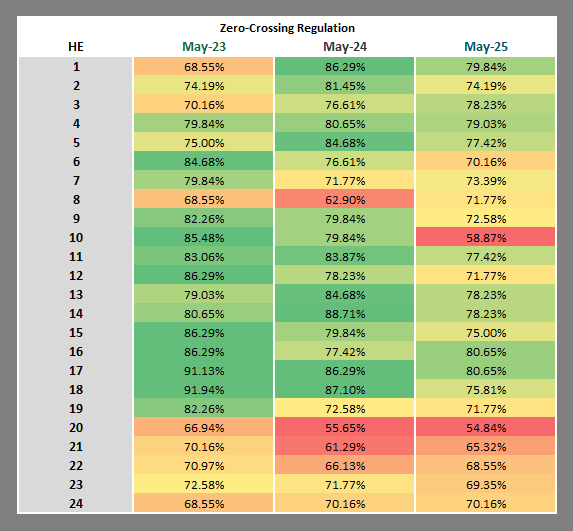 Zero-Crossing Regulation
HE May-23 May-24 May-25
1 68.55% 86.29% 79.84%
2 74.19% 81.45% 74.19%
3 70.16% 76.61% 78.23%
4 79.84% 80.65% 79.03%
5 75.00% 84.68% 77.42%
6 84.68% 76.61% 70.16%
7 79.84% 71.77% 73.39%
8 68.55% 62.90% 71.77%
9 82.26% 79.84% 72.58%
10 85.48% 79.84% 58.87%
11 83.06% 83.87% 77.42%
12 86.29% 78.23% 71.77%
13 79.03% 84.68% 78.23%
14 80.65% 88.71% 78.23%
15 86.29% 79.84% 75.00%
16 86.29% 77.42% 80.65%
17 91.13% 86.29% 80.65%
18 91.94% 87.10% 75.81%
19 82.26% 72.58% 71.77%
20 66.94% 55.65% 54.84%
21 70.16% 61.29% 65.32%
22 70.97% 66.13% 68.55%
23 72.58% 71.77% 69.35%
24 68.55% 70.16% 70.16%